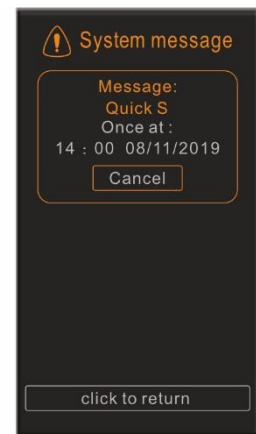 System message
Message:
Quick S
Once at :
14 : 00 08/11/2019
Cancel
click to return